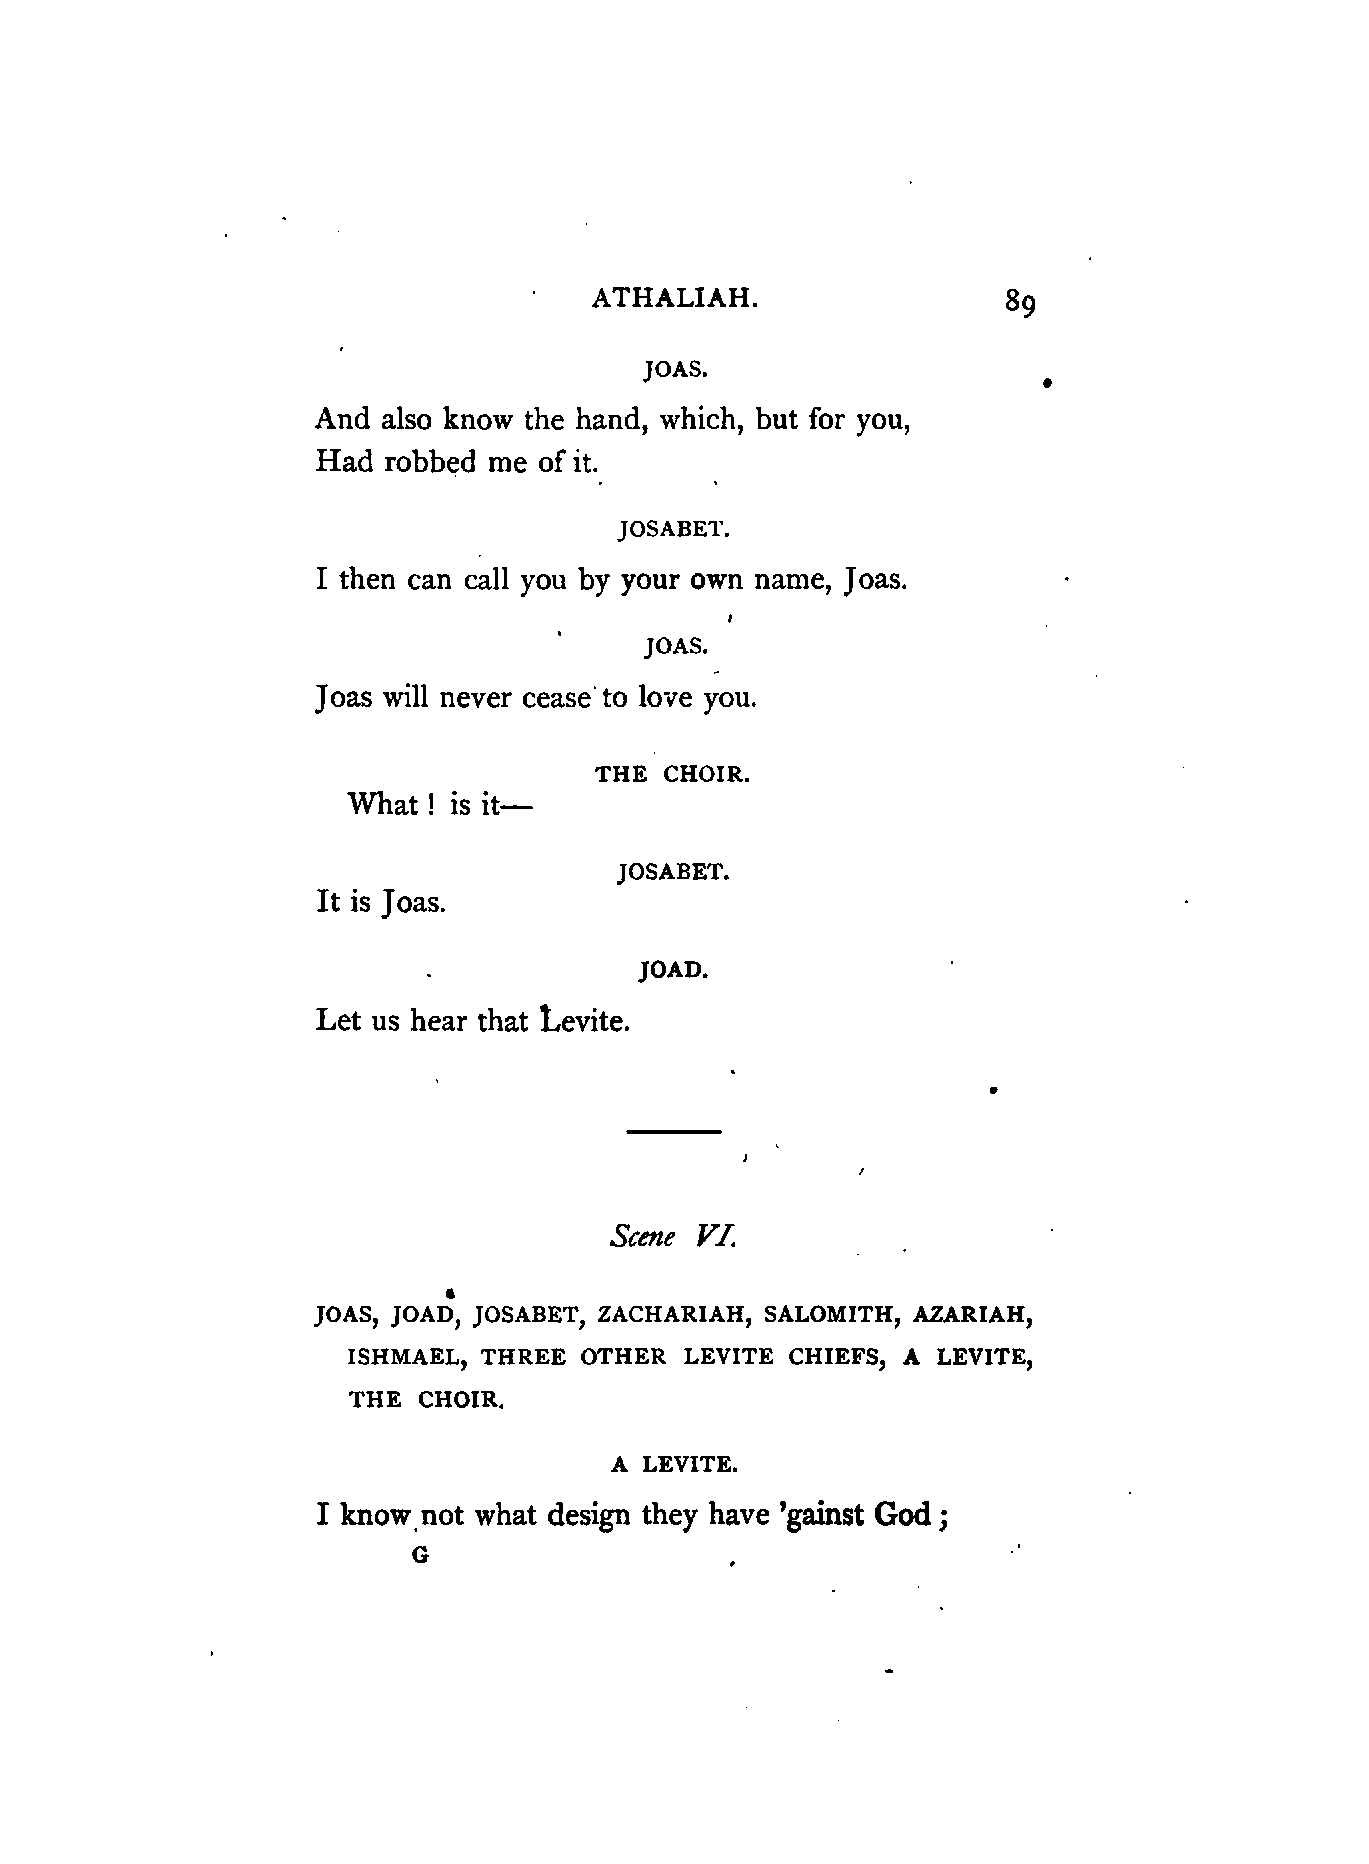 ATHALIAH. 89
JOAS.
And also know the hand, which, but for you,
Had robbed me of it.
JOSABET.
I then can call you by your own name, Joas.
JOAS.
Joas will never cease to love you.
THE CHOIR.
What ! is it—
JOSABET.
It is Joas.
JOAD.
Let us hear that Levite.
Scene VI.
JOAS, JOAD, JOSABET, ZACHARIAH, SALOMITH, AZARIAH,
ISHMAEL, THREE OTHER LEVITE CHIEFS, A LEVITE,
THE CHOIR.
A LEVITE.
I know not what design they have 'gainst God ;
G